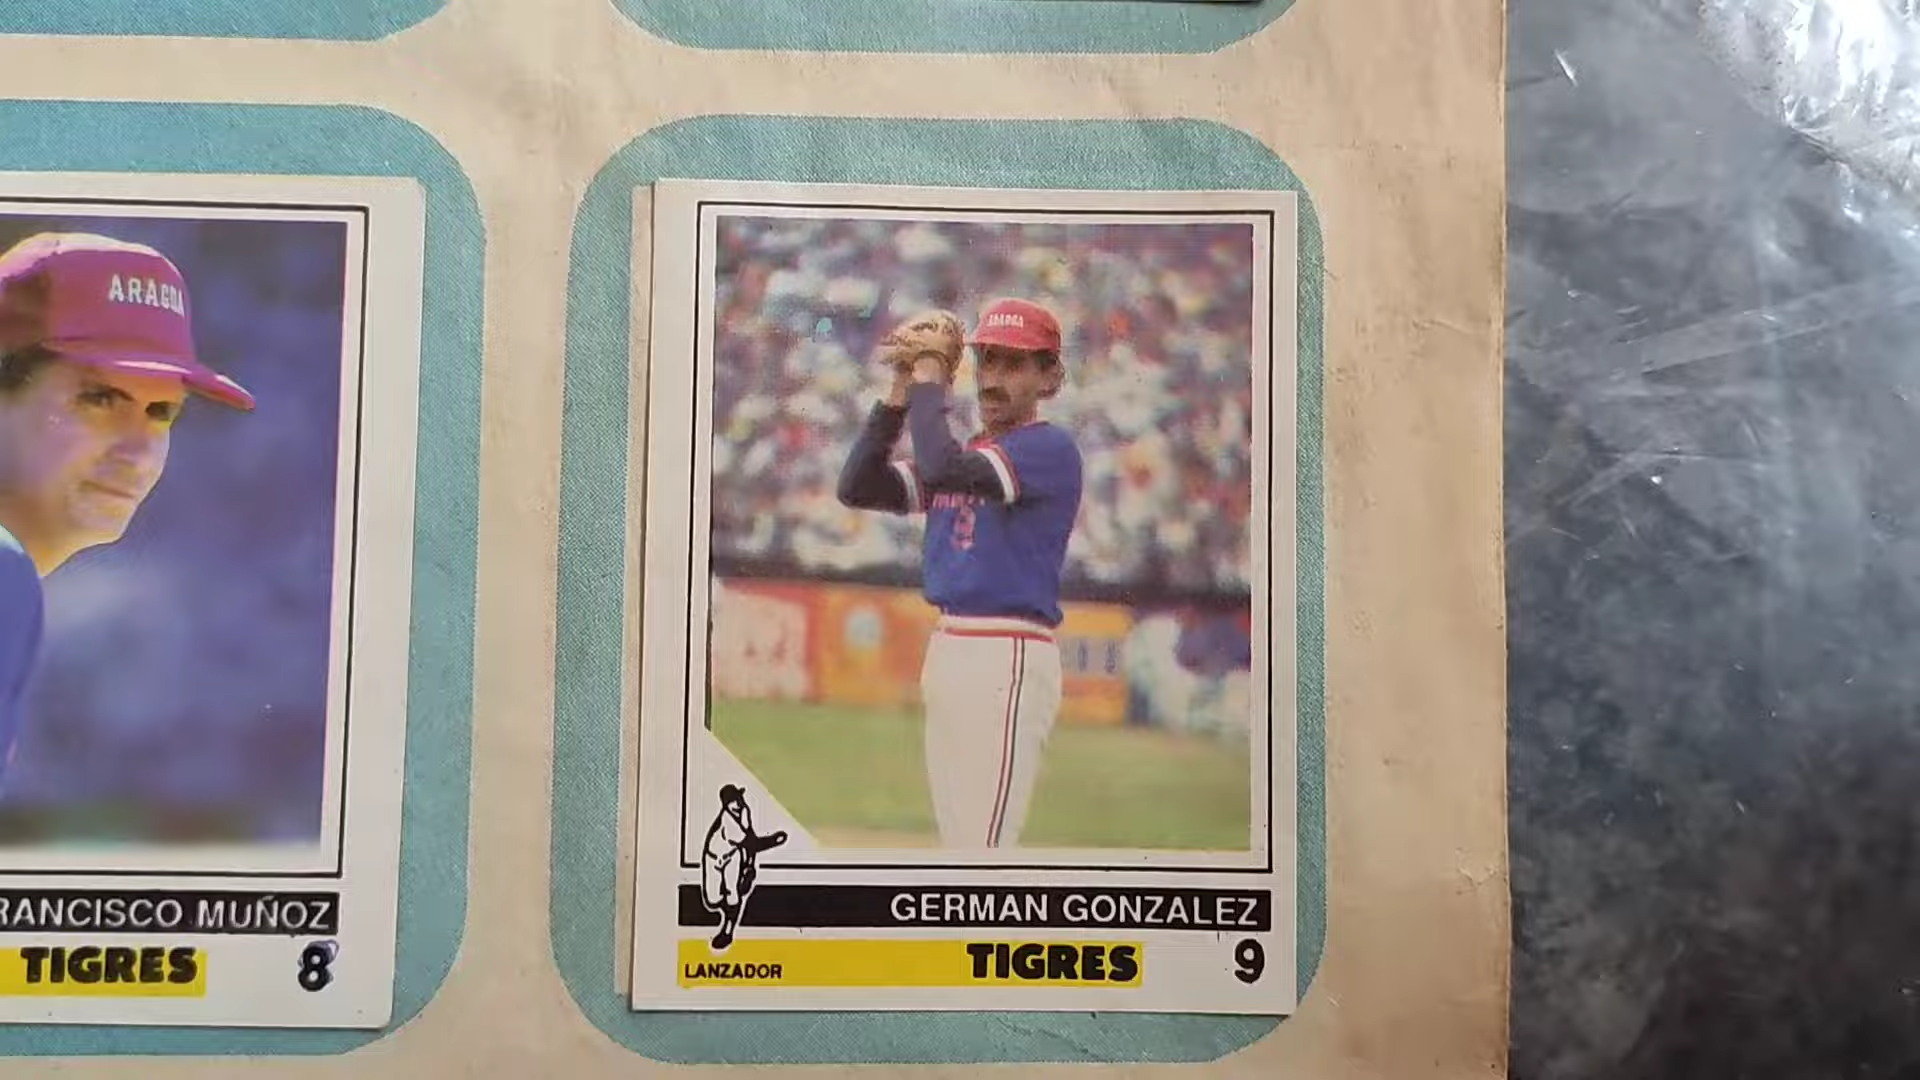 ARAGUA
RANCISCO MUÑOZ
TIGRES 8
ARAGUA
GERMAN GONZALEZ
LANZADOR TIGRES 9